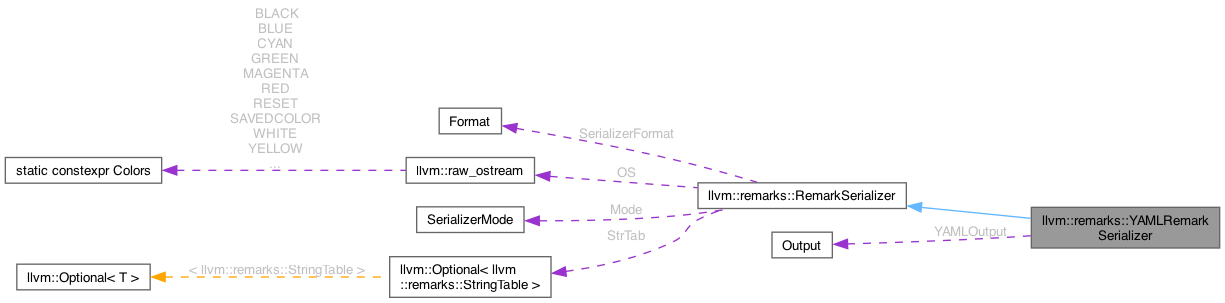 BLACK
BLUE
CYAN
GREEN
MAGENTA
RED
RESET
SAVEDCOLOR
WHITE
YELLOW
...
static constexpr Colors
llvm::raw_ostream
Format
SerializerFormat
OS
SerializerMode
Mode
StrTab
llvm::remarks::RemarkSerializer
llvm::remarks::YAMLRemark
Serializer
Output
YAMLOutput
llvm::Optional< T >
< llvm::remarks::StringTable >
llvm::Optional< llvm
::remarks::StringTable >